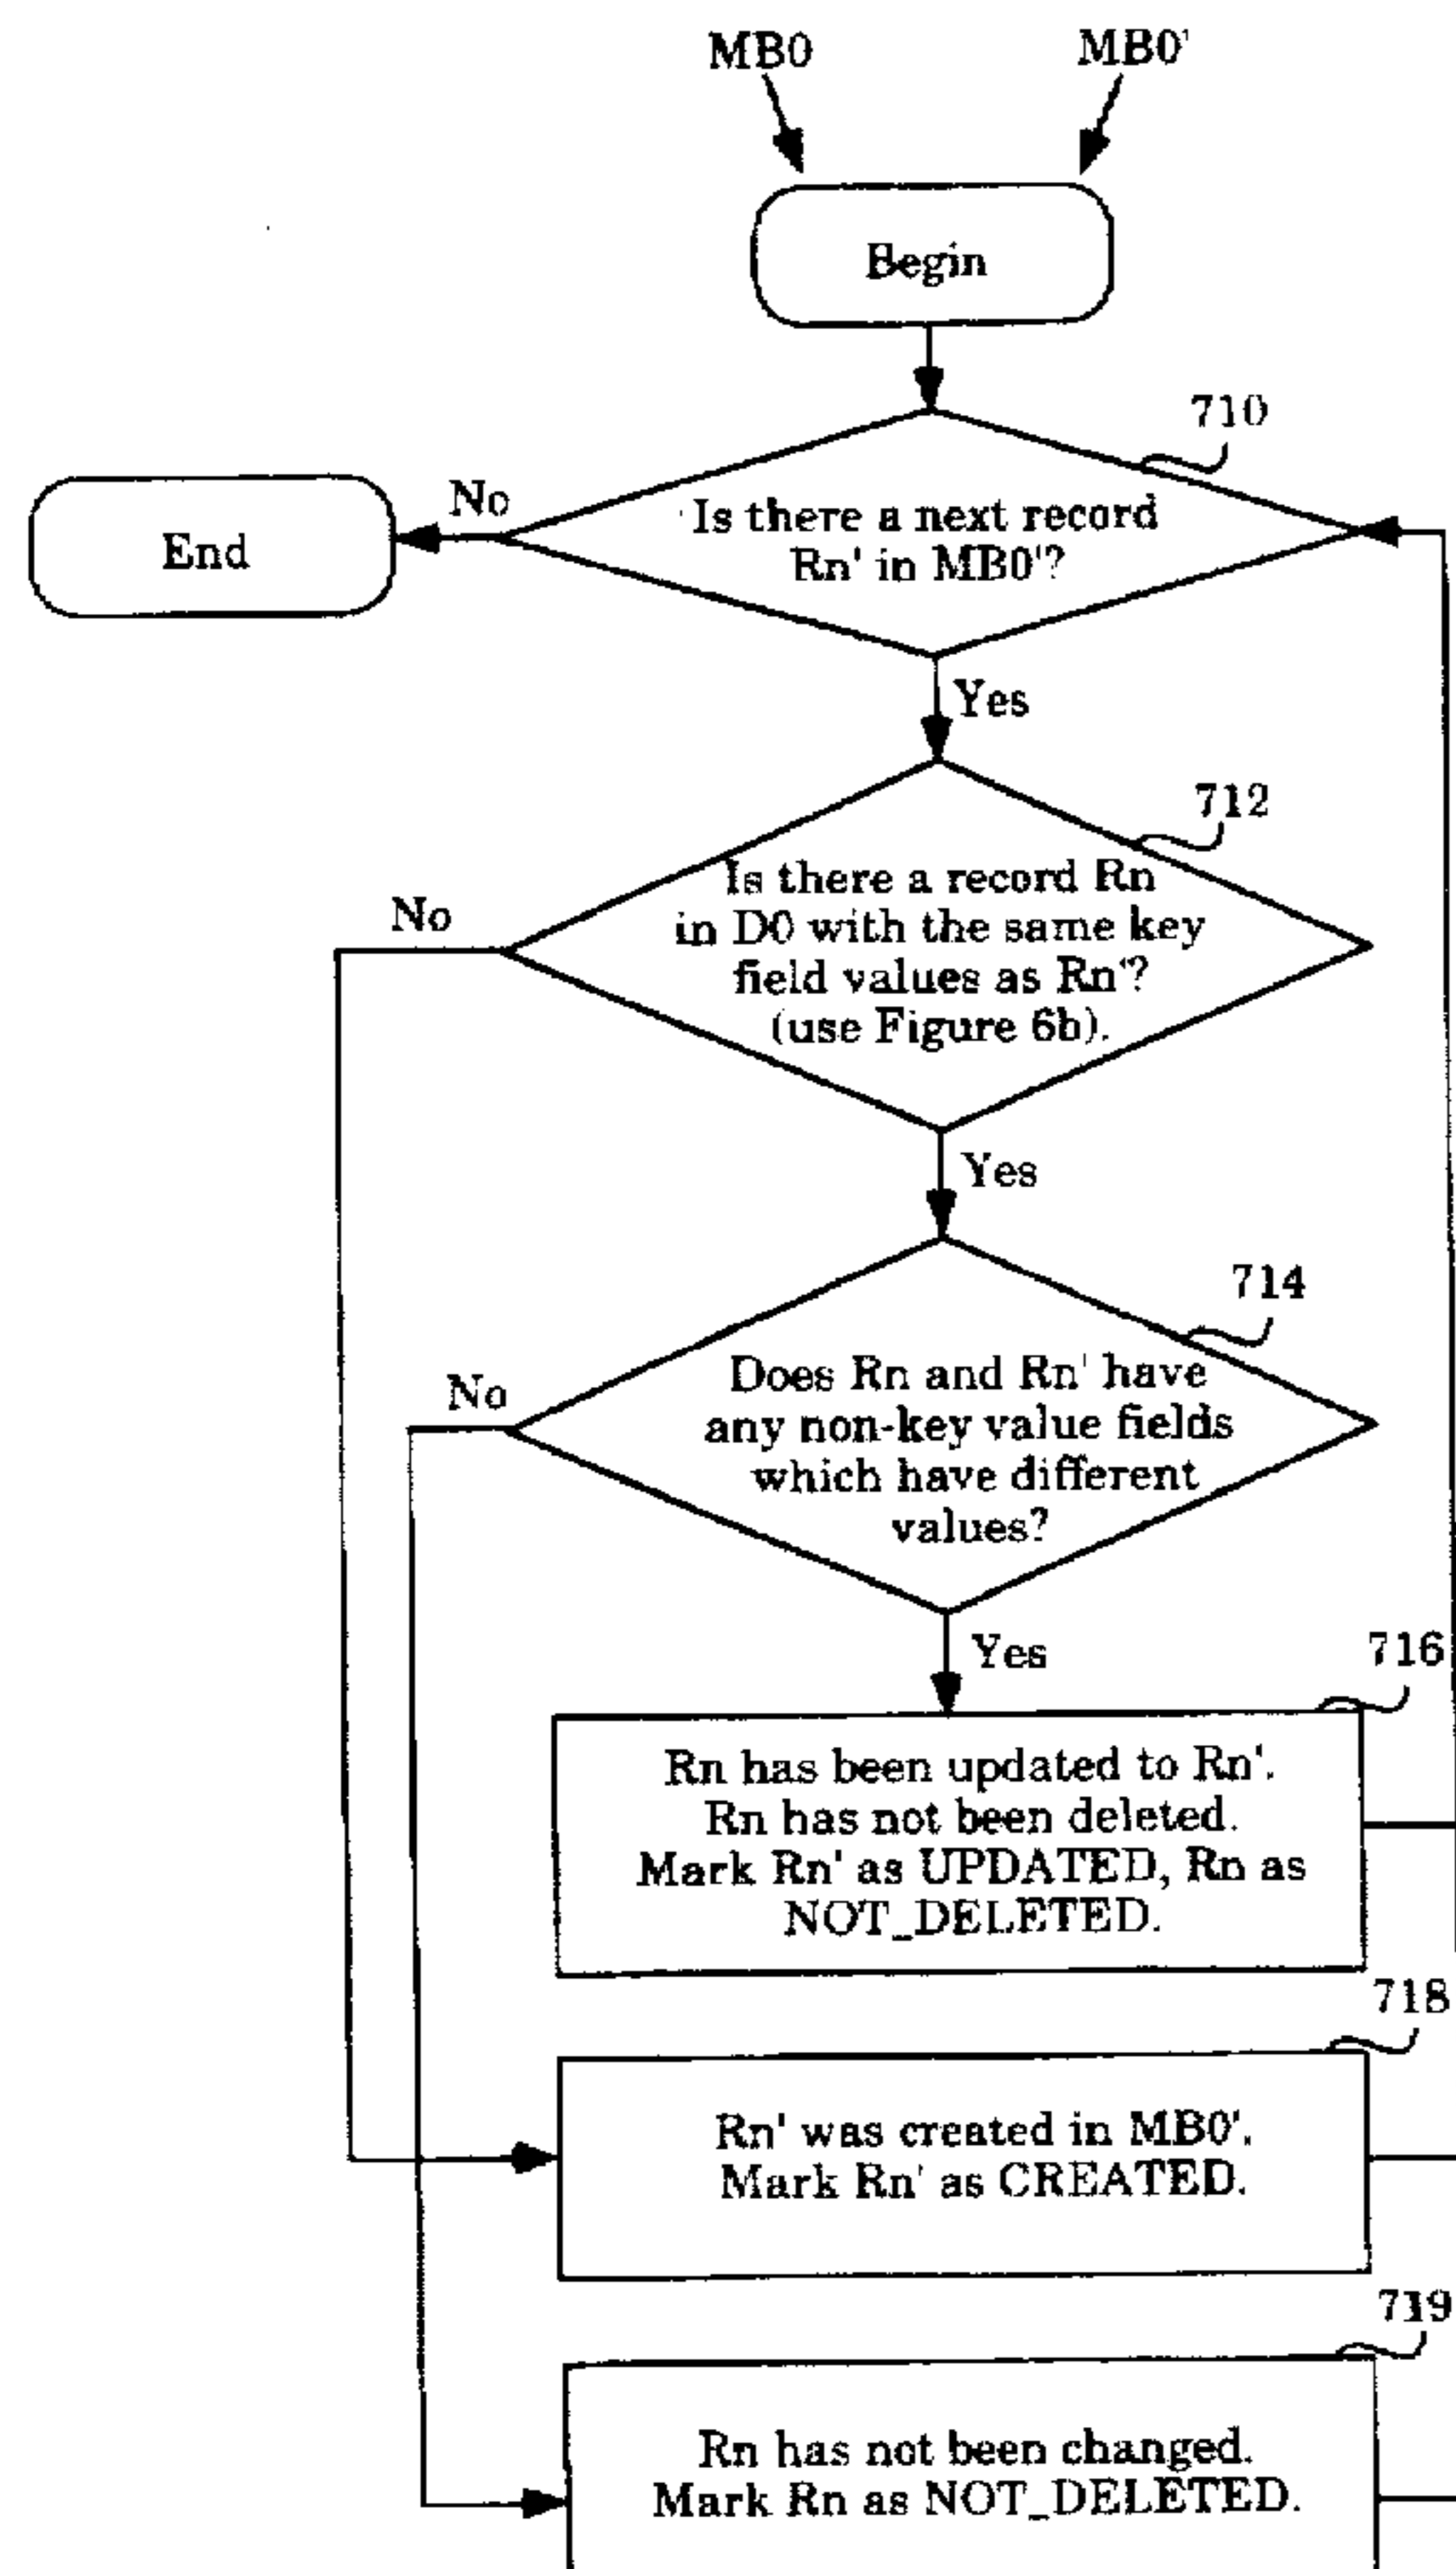 MB0
MB0'
Begin
710
Is there a next record
Rn' in MB0'?
No
End
Yes
712
Is there a record Rn
in D0 with the same key
field values as Rn'?
(use Figure 6b).
No
Yes
714
Does Rn and Rn' have
any non-key value fields
which have different
values?
No
Yes
716
Rn has been updated to Rn'.
Rn has not been deleted.
Mark Rn' as UPDATED, Rn as
NOT_DELETED.
718
Rn' was created in MB0'.
Mark Rn' as CREATED.
719
Rn has not been changed.
Mark Rn as NOT_DELETED.